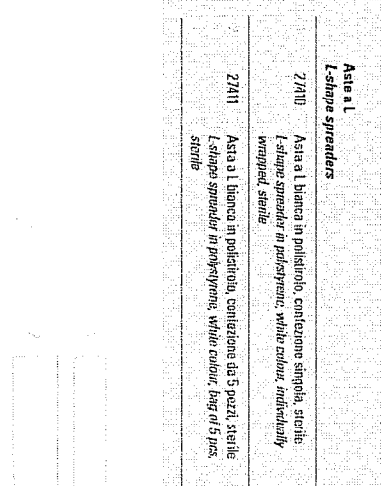 Aste a L
L-shape spreaders
27410 Asta a L bianca in polistirolo, confezione singola, sterile
L-shape spreader in polystyrene, white colour, individually
wrapped, sterile
27411 Asta a L bianca in polistirolo, confezione da 5 pezzi, sterile
L-shape spreader in polystyrene, white colour, bag of 5 pcs,
sterile